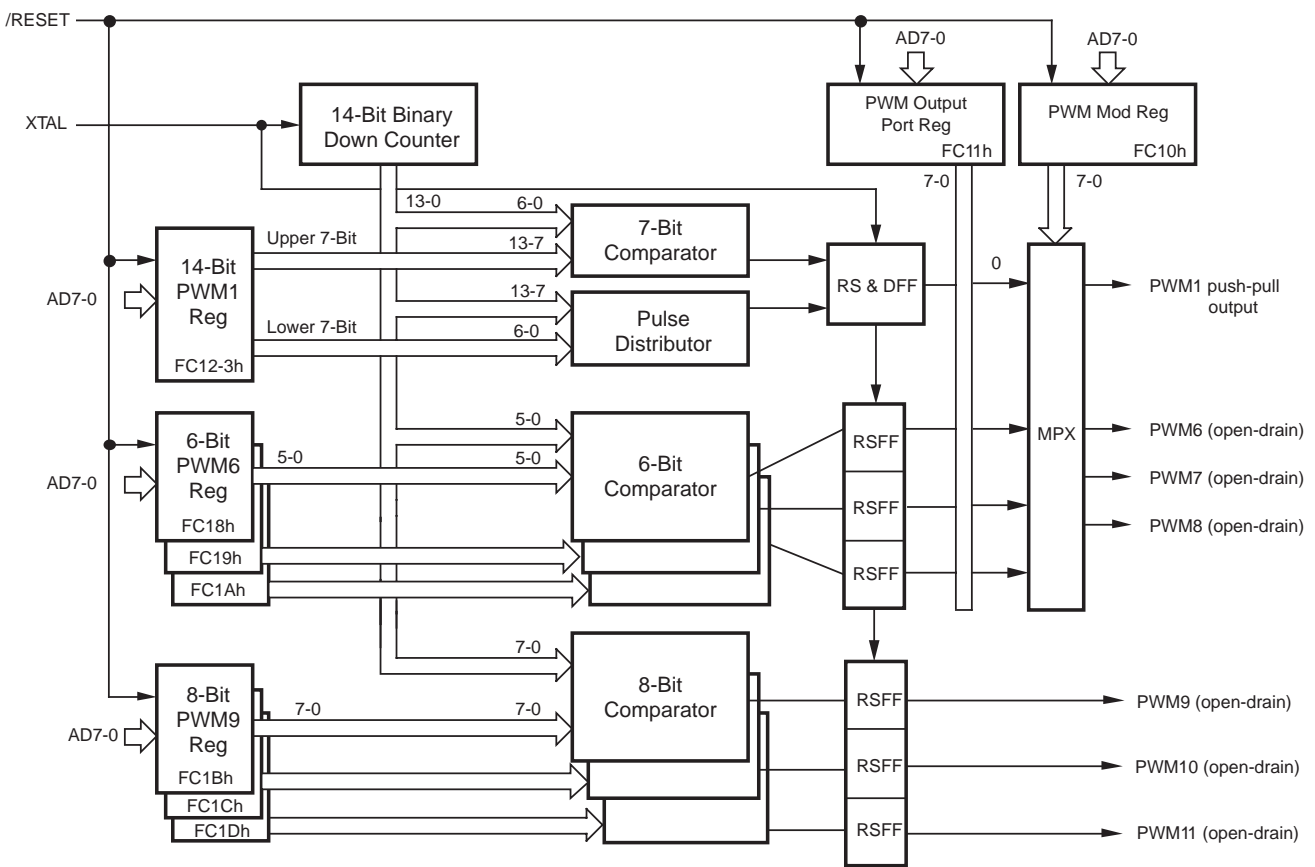 /RESET
AD7-0
AD7-0
XTAL
14-Bit Binary
Down Counter
PWM Output
Port Reg
FC11h
PWM Mod Reg
FC10h
7-0
7-0
13-0
6-0
7-Bit
Comparator
Upper 7-Bit
13-7
14-Bit
PWM1
Reg
FC12-3h
AD7-0
13-7
Lower 7-Bit
6-0
Pulse
Distributor
RS & DFF
0
PWM1 push-pull
output
6-Bit
PWM6
Reg
FC18h
FC19h
FC1Ah
AD7-0
5-0
5-0
5-0
6-Bit
Comparator
RSFF
RSFF
RSFF
MPX
PWM6 (open-drain)
PWM7 (open-drain)
PWM8 (open-drain)
8-Bit
PWM9
Reg
FC1Bh
FC1Ch
FC1Dh
AD7-0
7-0
7-0
7-0
8-Bit
Comparator
RSFF
RSFF
RSFF
PWM9 (open-drain)
PWM10 (open-drain)
PWM11 (open-drain)